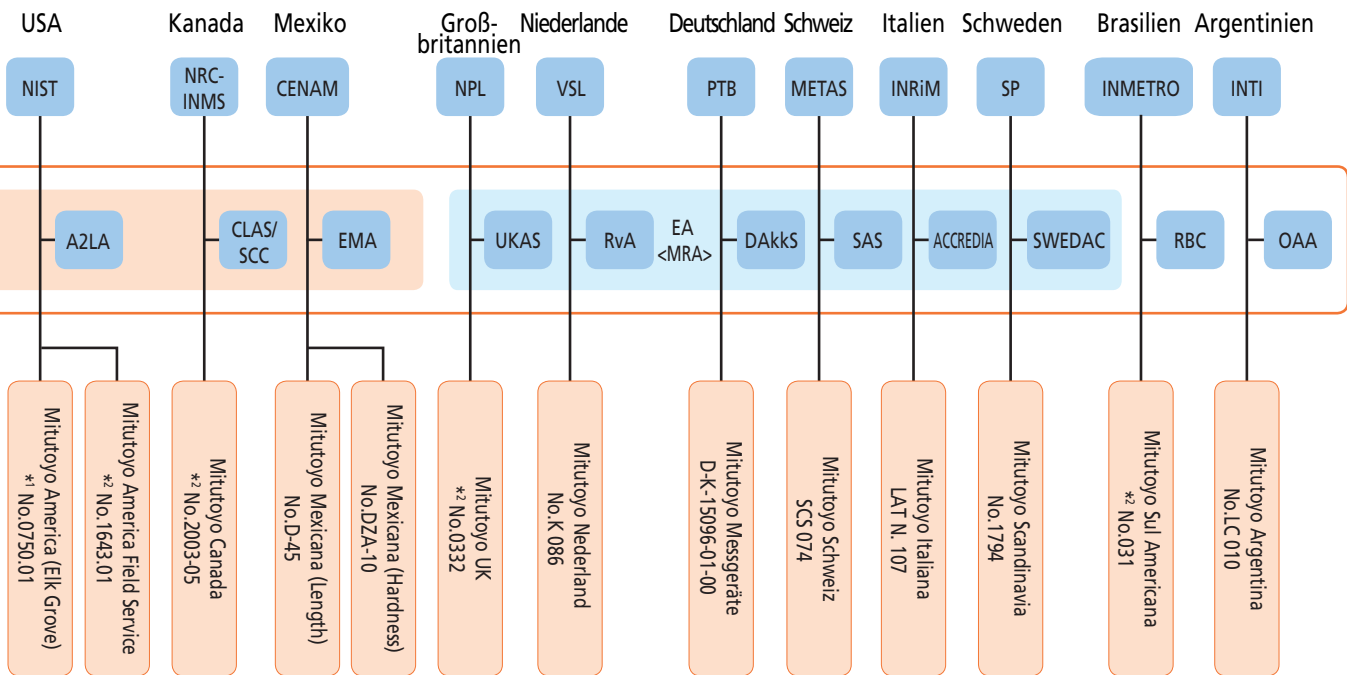 USA
Kanada
Mexiko
Groß-
britannien
Niederlande
Deutschland
Schweiz
Italien
Schweden
Brasilien
Argentinien
NIST
NRC-
INMS
CENAM
NPL
VSL
PTB
METAS
INRiM
SP
INMETRO
INTI
A2LA
CLAS/
SCC
EMA
UKAS
RvA
EA
<MRA>
DAkkS
SAS
ACCREDIA
SWEDAC
RBC
OAA
Mitutoyo America (Elk Grove)
*1 No.0750.01
Mitutoyo America Field Service
*2 No.1643.01
Mitutoyo Canada
*2 No.2003-05
Mitutoyo Mexicana (Length)
No.D-45
Mitutoyo Mexicana (Hardness)
No.DZA-10
Mitutoyo UK
*2 No.0332
Mitutoyo Nederland
No.K 086
Mitutoyo Messgeräte
D-K-15096-01-00
Mitutoyo Schweiz
SCS 074
Mitutoyo Italiana
LAT N. 107
Mitutoyo Scandinavia
No.1794
Mitutoyo Sul Americana
*2 No.031
Mitutoyo Argentina
No.LC 010